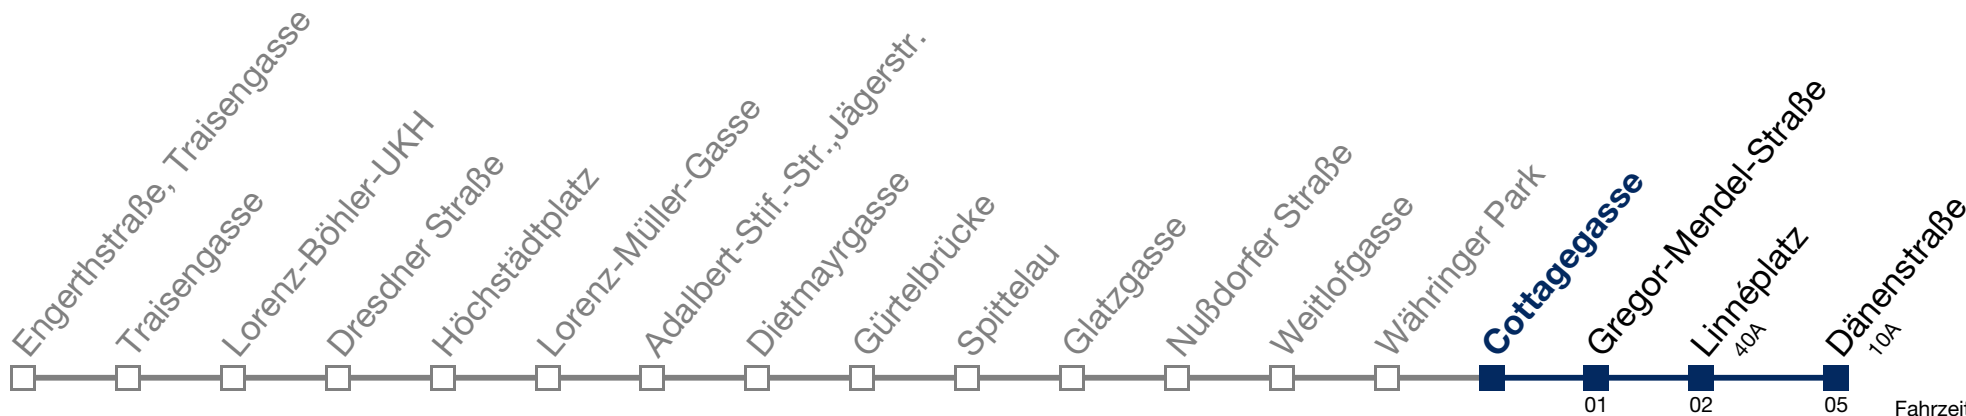 Engerthstraße, Traisengasse
Traisengasse
Lorenz-Böhler-UKH
Dresdner Straße
Höchstädtplatz
Lorenz-Müller-Gasse
Adalbert-Stif.-Str.,Jägerstr.
Dietmayrgasse
Gürtelbrücke
Spittelau
Glatzgasse
Nußdorfer Straße
Weitlofgasse
Währinger Park
Cottagegasse
Gregor-Mendel-Straße
Linnéplatz
40A
Dänenstraße
10A
01
02
05
Fahrzeit